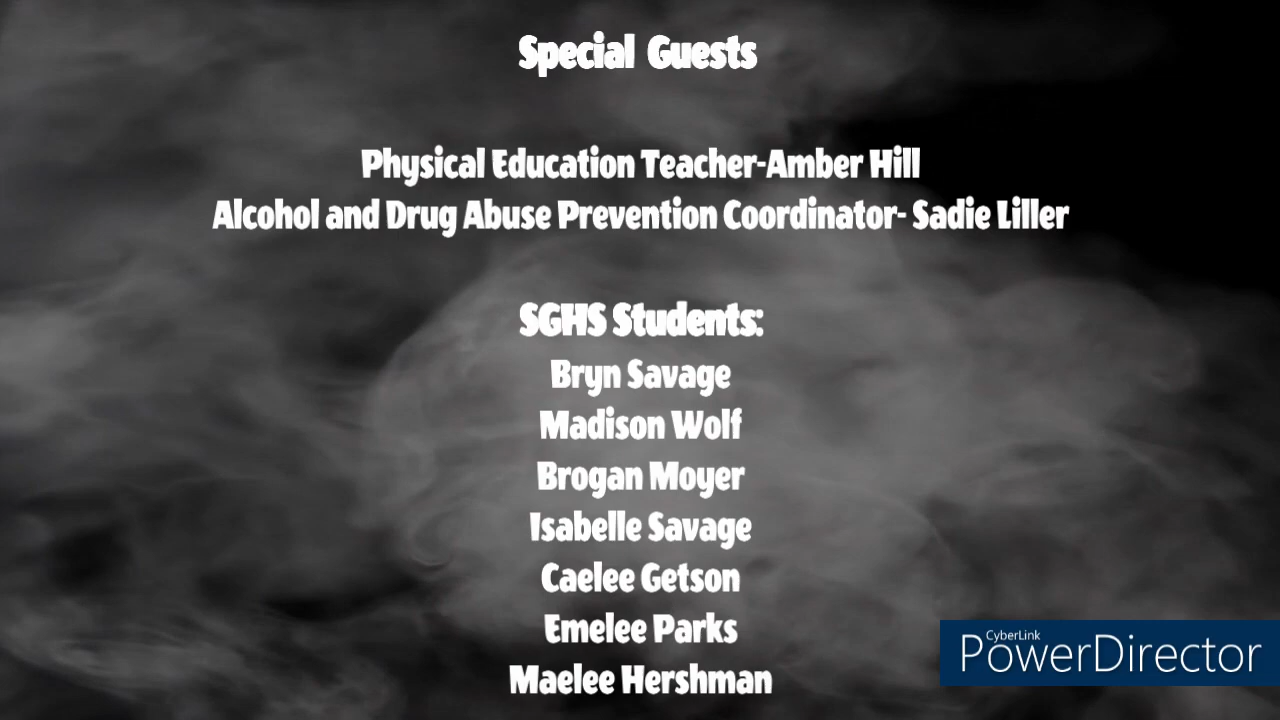 Special Guests
Physical Education Teacher-Amber Hill
Alcohol and Drug Abuse Prevention Coordinator- Sadie Liller
SGHS Students:
Bryn Savage
Madison Wolf
Brogan Moyer
Isabelle Savage
Caelee Getson
Emelee Parks
Maelee Hershman
CyberLink
PowerDirector